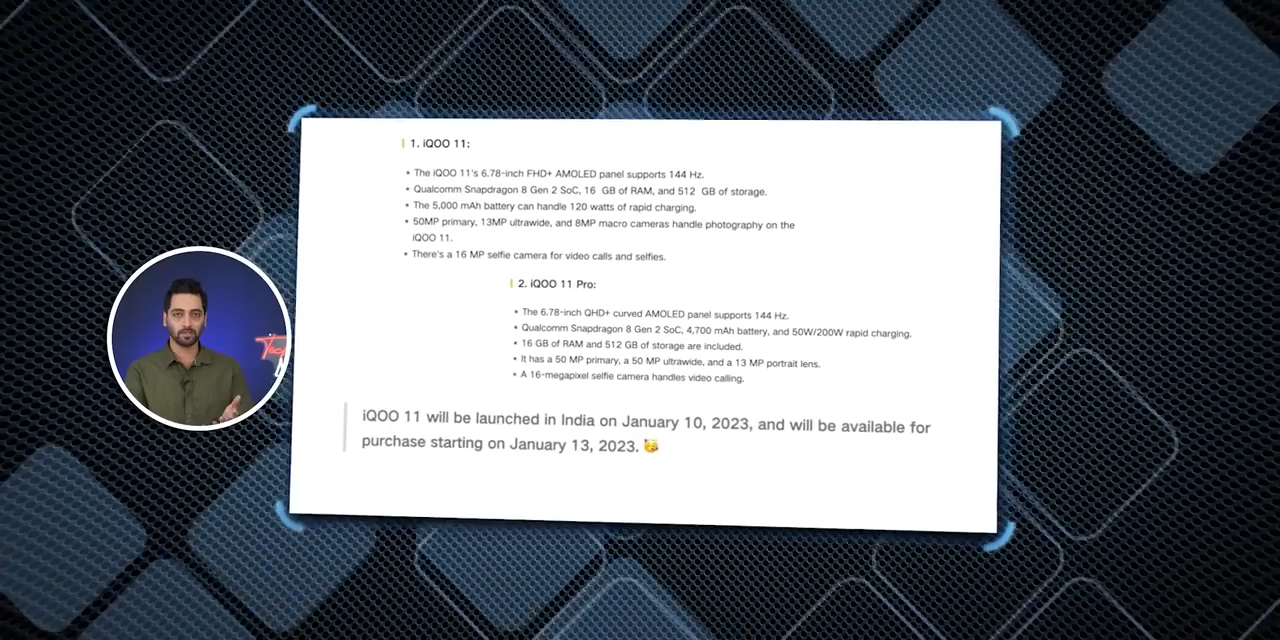 1. iQOO 11:
• The iQOO 11's 6.78-inch FHD+ AMOLED panel supports 144 Hz.
• Qualcomm Snapdragon 8 Gen 2 SoC, 16 GB of RAM, and 512 GB of storage.
• The 5,000 mAh battery can handle 120 watts of rapid charging.
• 50MP primary, 13MP ultrawide, and 8MP macro cameras handle photography on the
iQOO 11.
• There's a 16 MP selfie camera for video calls and selfies.
2. iQOO 11 Pro:
• The 6.78-inch QHD+ curved AMOLED panel supports 144 Hz.
• Qualcomm Snapdragon 8 Gen 2 SoC, 4,700 mAh battery, and 50W/200W rapid charging.
• 16 GB of RAM and 512 GB of storage are included.
• It has a 50 MP primary, a 50 MP ultrawide, and a 13 MP portrait lens.
• A 16-megapixel selfie camera handles video calling.
iQOO 11 will be launched in India on January 10, 2023, and will be available for
purchase starting on January 13, 2023. 🥳